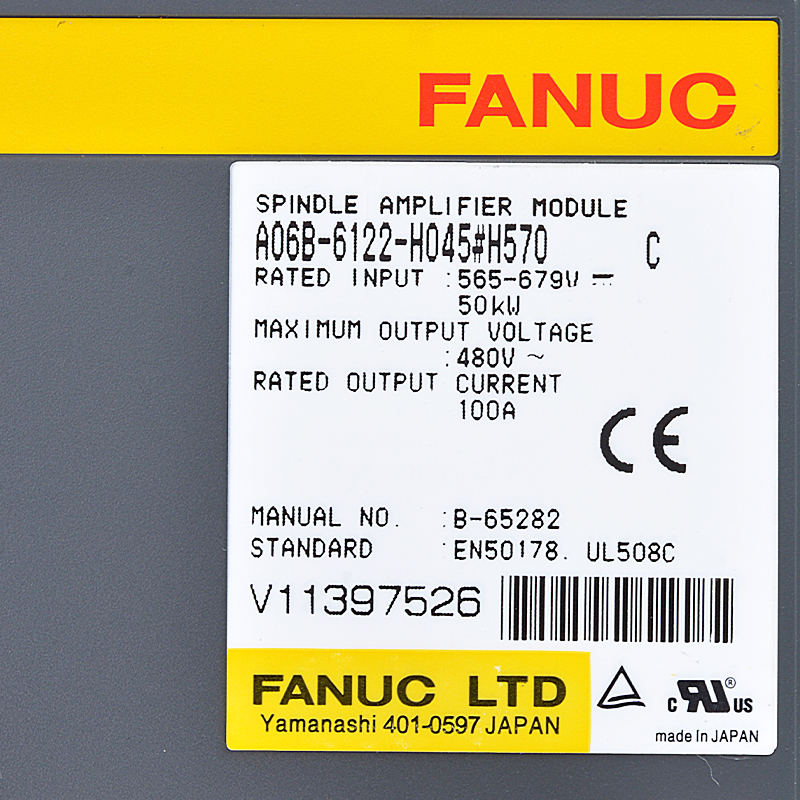 FANUC
SPINDLE AMPLIFIER MODULE
A06B-6122-H045#H570 C
RATED INPUT :565-679V ⎓
50kW
MAXIMUM OUTPUT VOLTAGE
:480V ~
RATED OUTPUT CURRENT
100A
CE
MANUAL NO. :B-65282
STANDARD :EN50178. UL508C
V11397526
FANUC LTD
Yamanashi 401-0597 JAPAN
c RU ® US
made In JAPAN